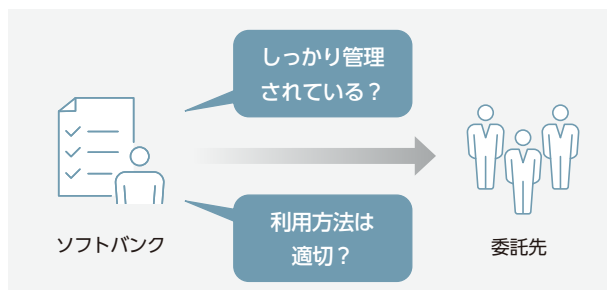 しっかり管理
されている？
利用方法は
適切？
ソフトバンク
委託先